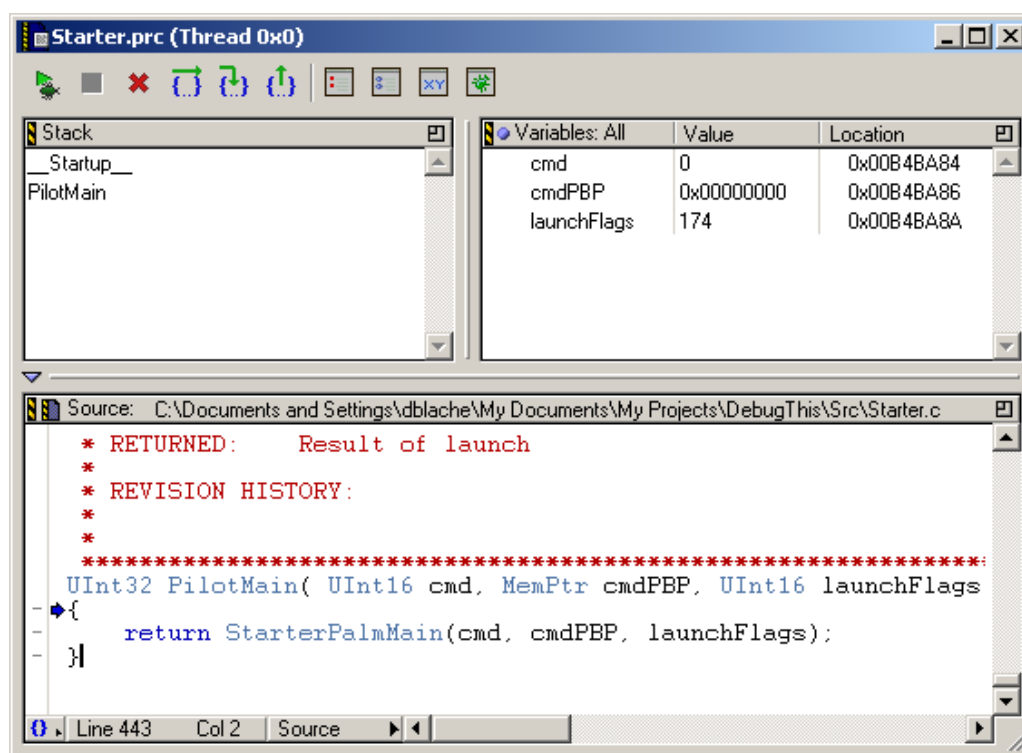 Starter.prc (Thread 0x0)
Stack
__Startup__
PilotMain
Variables: All Value Location
cmd 0 0x00B4BA84
cmdPBP 0x00000000 0x00B4BA86
launchFlags 174 0x00B4BA8A
Source: C:\Documents and Settings\dblache\My Documents\My Projects\DebugThis\Src\Starter.c
* RETURNED: Result of launch
*
* REVISION HISTORY:
*
*
***************************************************************
UInt32 PilotMain( UInt16 cmd, MemPtr cmdPBP, UInt16 launchFlags
{
return StarterPalmMain(cmd, cmdPBP, launchFlags);
}
Line 443 Col 2 Source